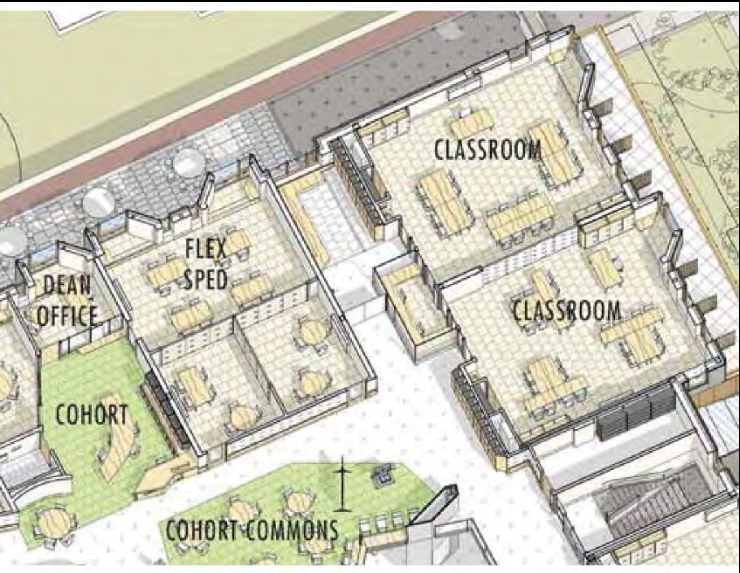 CLASSROOM
FLEX
SPED
DEAN
OFFICE
CLASSROOM
COHORT
COHORT COMMONS